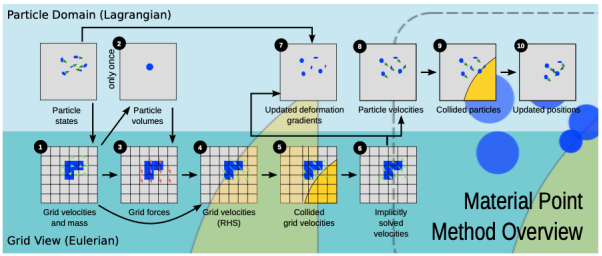 Particle Domain (Lagrangian)
2
only once
7
8
9
10
Particle
states
Particle
volumes
Updated deformation
gradients
Particle velocities
Collided particles
Updated positions
1
3
4
5
6
Grid velocities
and mass
Grid forces
Grid velocities
(RHS)
Collided
grid velocities
Implicitly
solved
velocities
Material Point
Method Overview
Grid View (Eulerian)